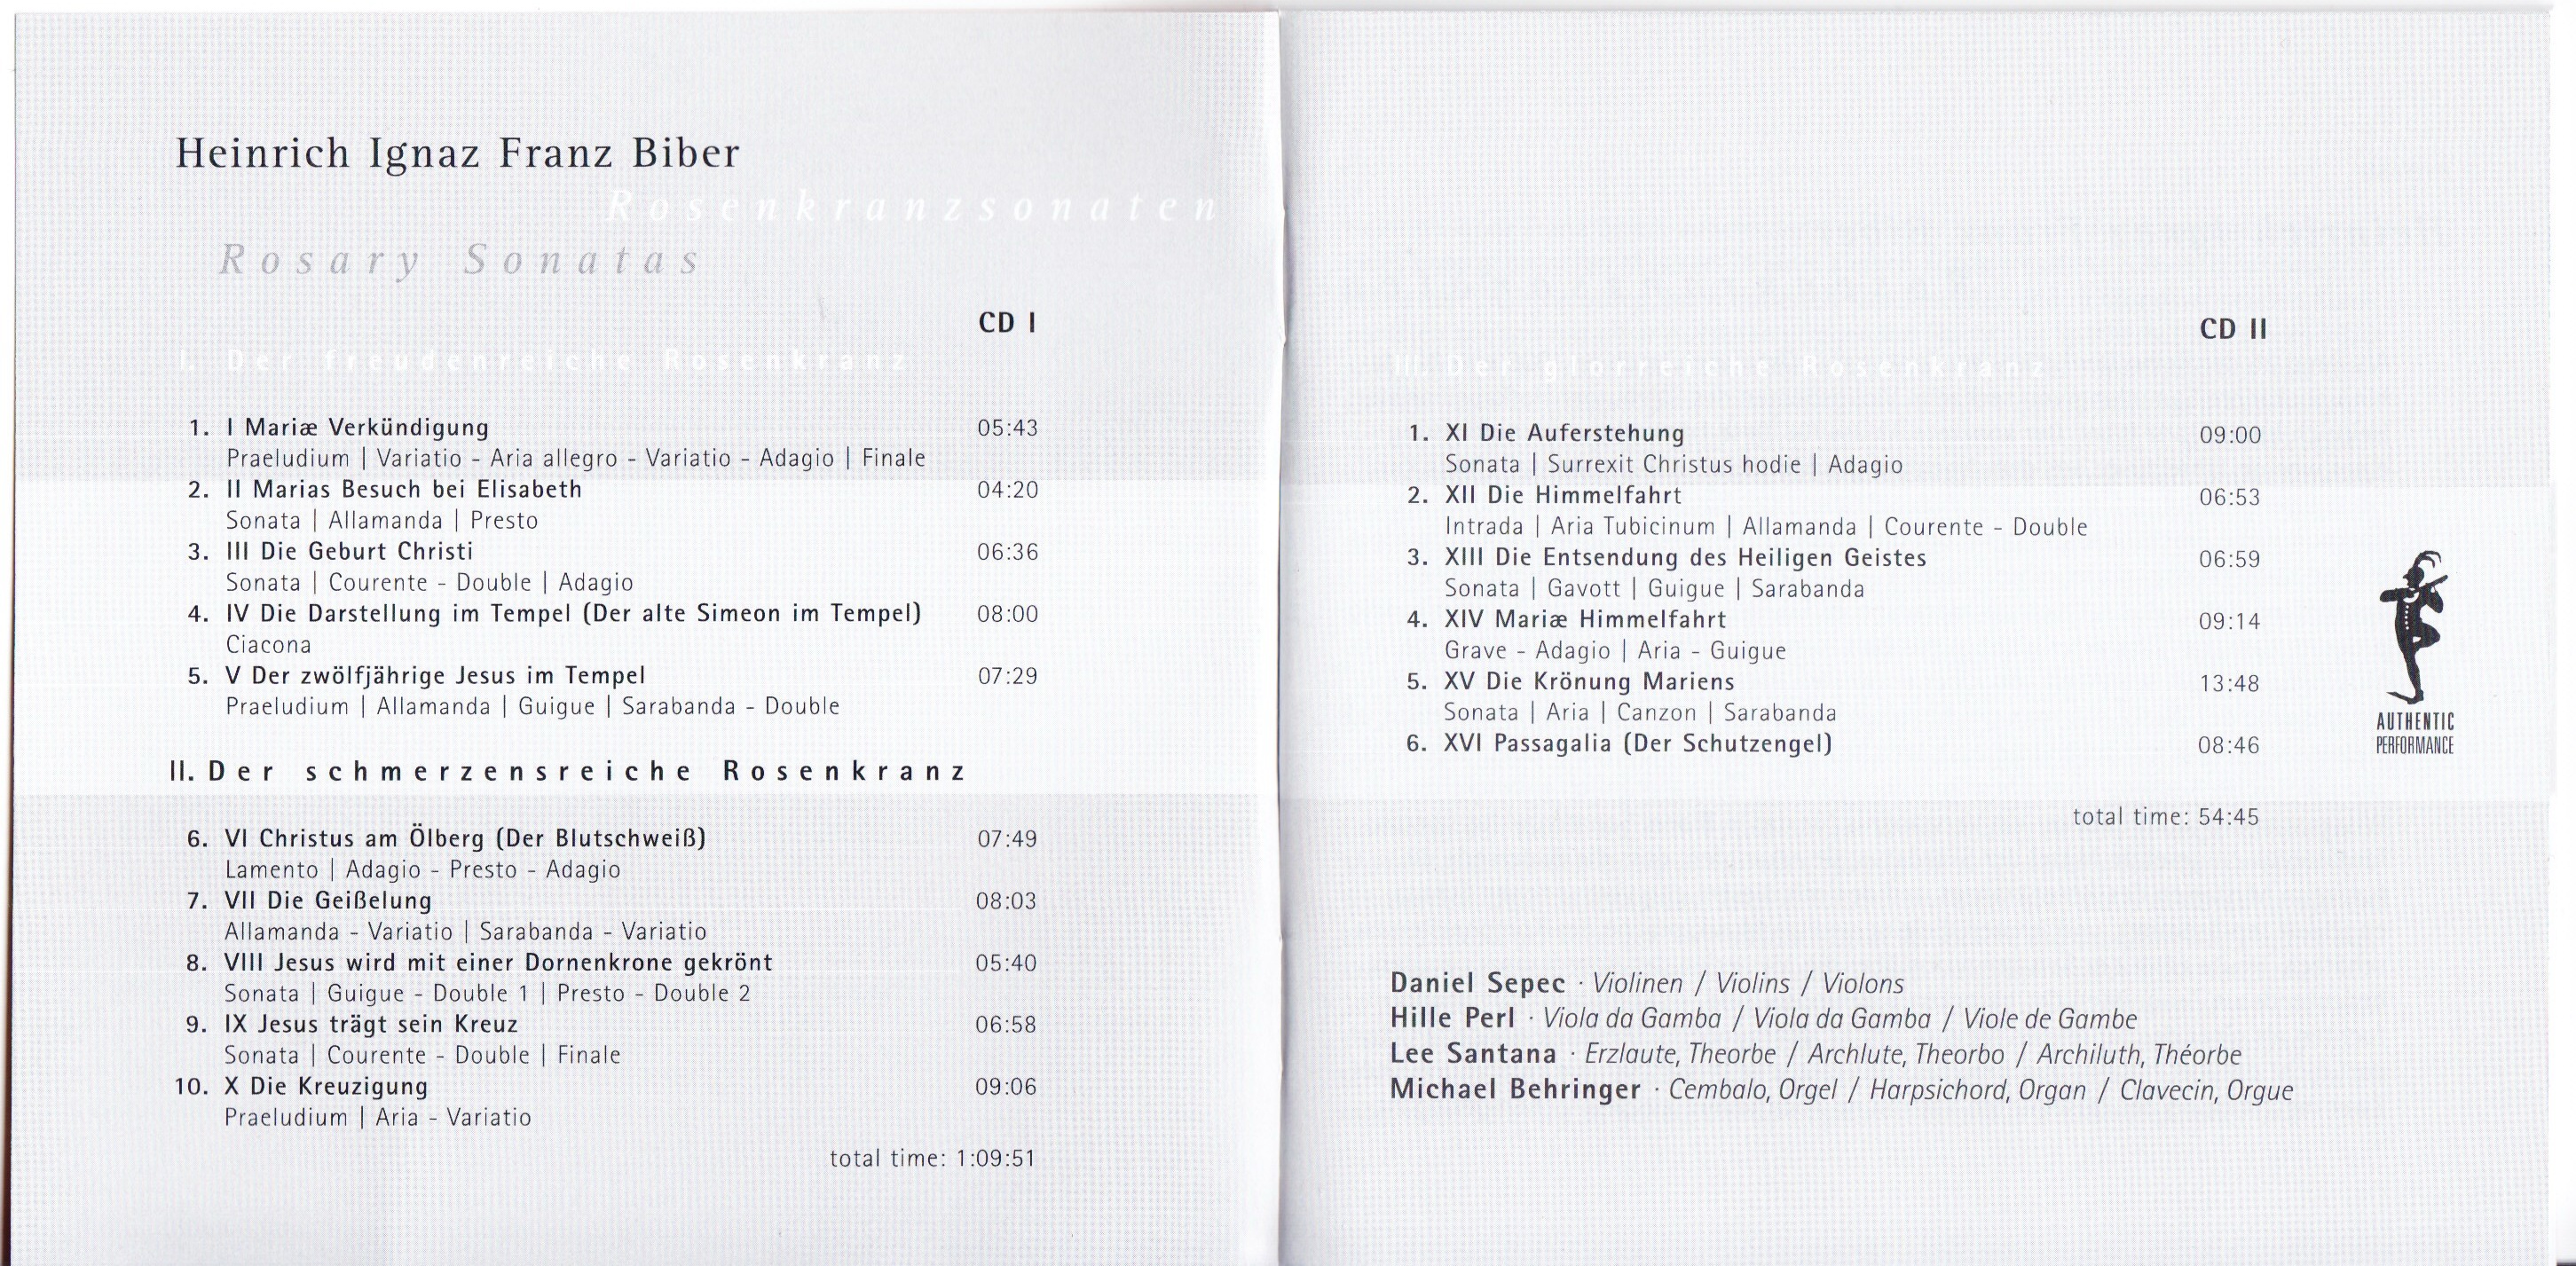 Heinrich Ignaz Franz Biber
Rosenkranzsonaten
Rosary Sonatas
CD I
I. Der freudenreiche Rosenkranz
1. I Mariæ Verkündigung 05:43
Praeludium | Variatio - Aria allegro - Variatio - Adagio | Finale
2. II Marias Besuch bei Elisabeth 04:20
Sonata | Allamanda | Presto
3. III Die Geburt Christi 06:36
Sonata | Courente - Double | Adagio
4. IV Die Darstellung im Tempel (Der alte Simeon im Tempel) 08:00
Ciacona
5. V Der zwölfjährige Jesus im Tempel 07:29
Praeludium | Allamanda | Guigue | Sarabanda - Double
II. Der schmerzensreiche Rosenkranz
6. VI Christus am Ölberg (Der Blutschweiß) 07:49
Lamento | Adagio - Presto - Adagio
7. VII Die Geißelung 08:03
Allamanda - Variatio | Sarabanda - Variatio
8. VIII Jesus wird mit einer Dornenkrone gekrönt 05:40
Sonata | Guigue - Double 1 | Presto - Double 2
9. IX Jesus trägt sein Kreuz 06:58
Sonata | Courente - Double | Finale
10. X Die Kreuzigung 09:06
Praeludium | Aria - Variatio
total time: 1:09:51
CD II
III. Der glorreiche Rosenkranz
1. XI Die Auferstehung 09:00
Sonata | Surrexit Christus hodie | Adagio
2. XII Die Himmelfahrt 06:53
Intrada | Aria Tubicinum | Allamanda | Courente - Double
3. XIII Die Entsendung des Heiligen Geistes 06:59
Sonata | Gavott | Guigue | Sarabanda
4. XIV Mariæ Himmelfahrt 09:14
Grave - Adagio | Aria - Guigue
5. XV Die Krönung Mariens 13:48
Sonata | Aria | Canzon | Sarabanda
6. XVI Passagalia (Der Schutzengel) 08:46
total time: 54:45
AUTHENTIC
PERFORMANCE
Daniel Sepec · Violinen / Violins / Violons
Hille Perl · Viola da Gamba / Viola da Gamba / Viole de Gambe
Lee Santana · Erzlaute, Theorbe / Archlute, Theorbo / Archiluth, Théorbe
Michael Behringer · Cembalo, Orgel / Harpsichord, Organ / Clavecin, Orgue